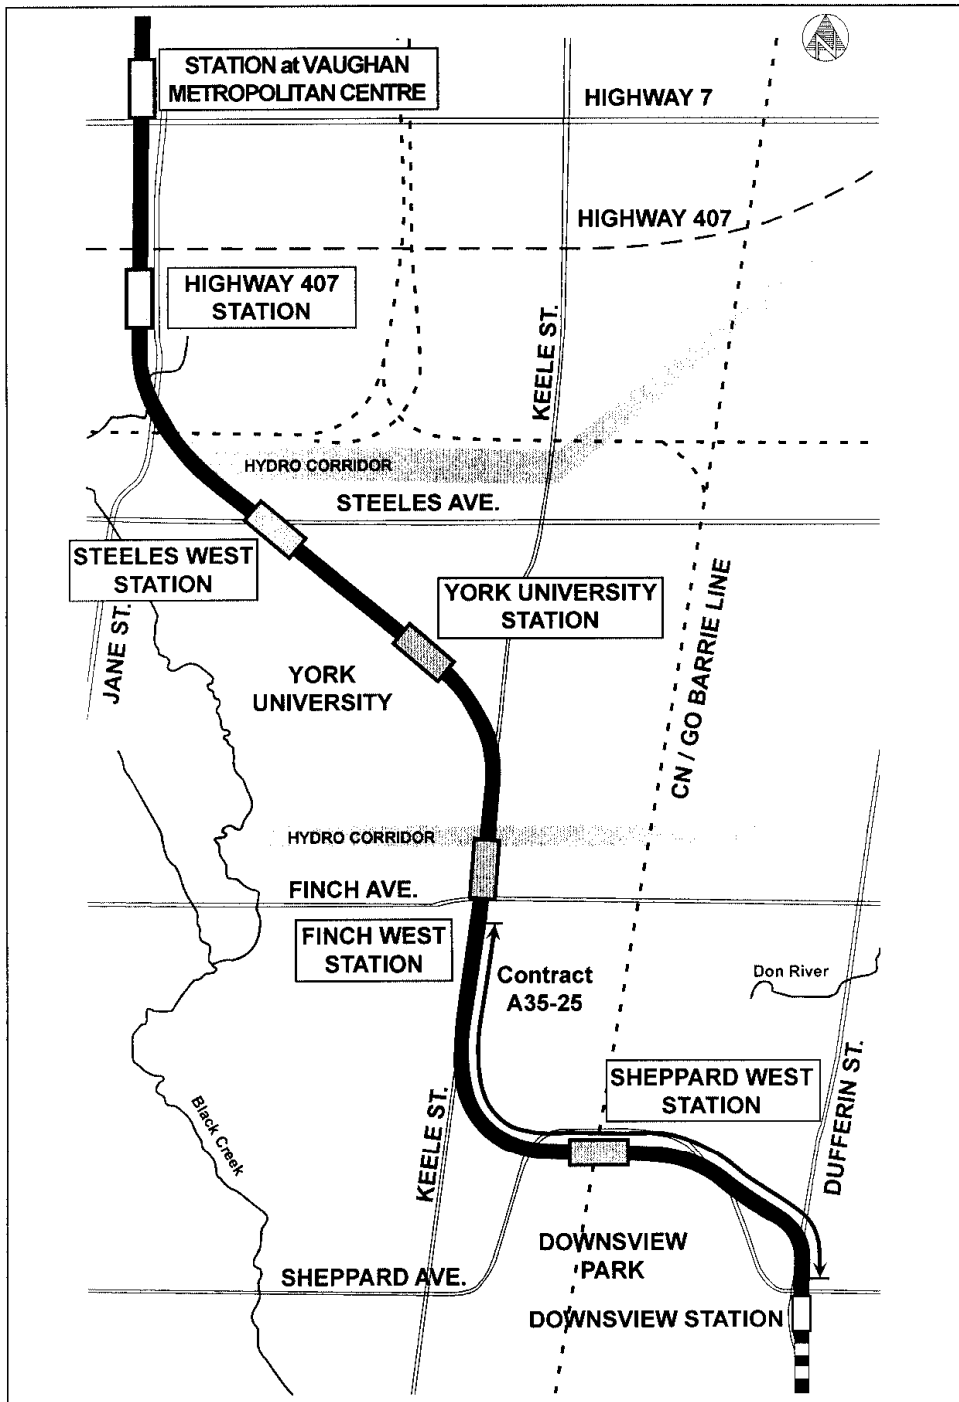 N
STATION at VAUGHAN
METROPOLITAN CENTRE
HIGHWAY 7
HIGHWAY 407
HIGHWAY 407
STATION
KEELE ST.
HYDRO CORRIDOR
STEELES AVE.
STEELES WEST
STATION
YORK UNIVERSITY
STATION
JANE ST.
YORK
UNIVERSITY
CN / GO BARRIE LINE
HYDRO CORRIDOR
FINCH AVE.
FINCH WEST
STATION
Contract
A35-25
Don River
SHEPPARD WEST
STATION
Black Creek
KEELE ST.
DUFFERIN ST.
DOWNSVIEW
PARK
SHEPPARD AVE.
DOWNSVIEW STATION